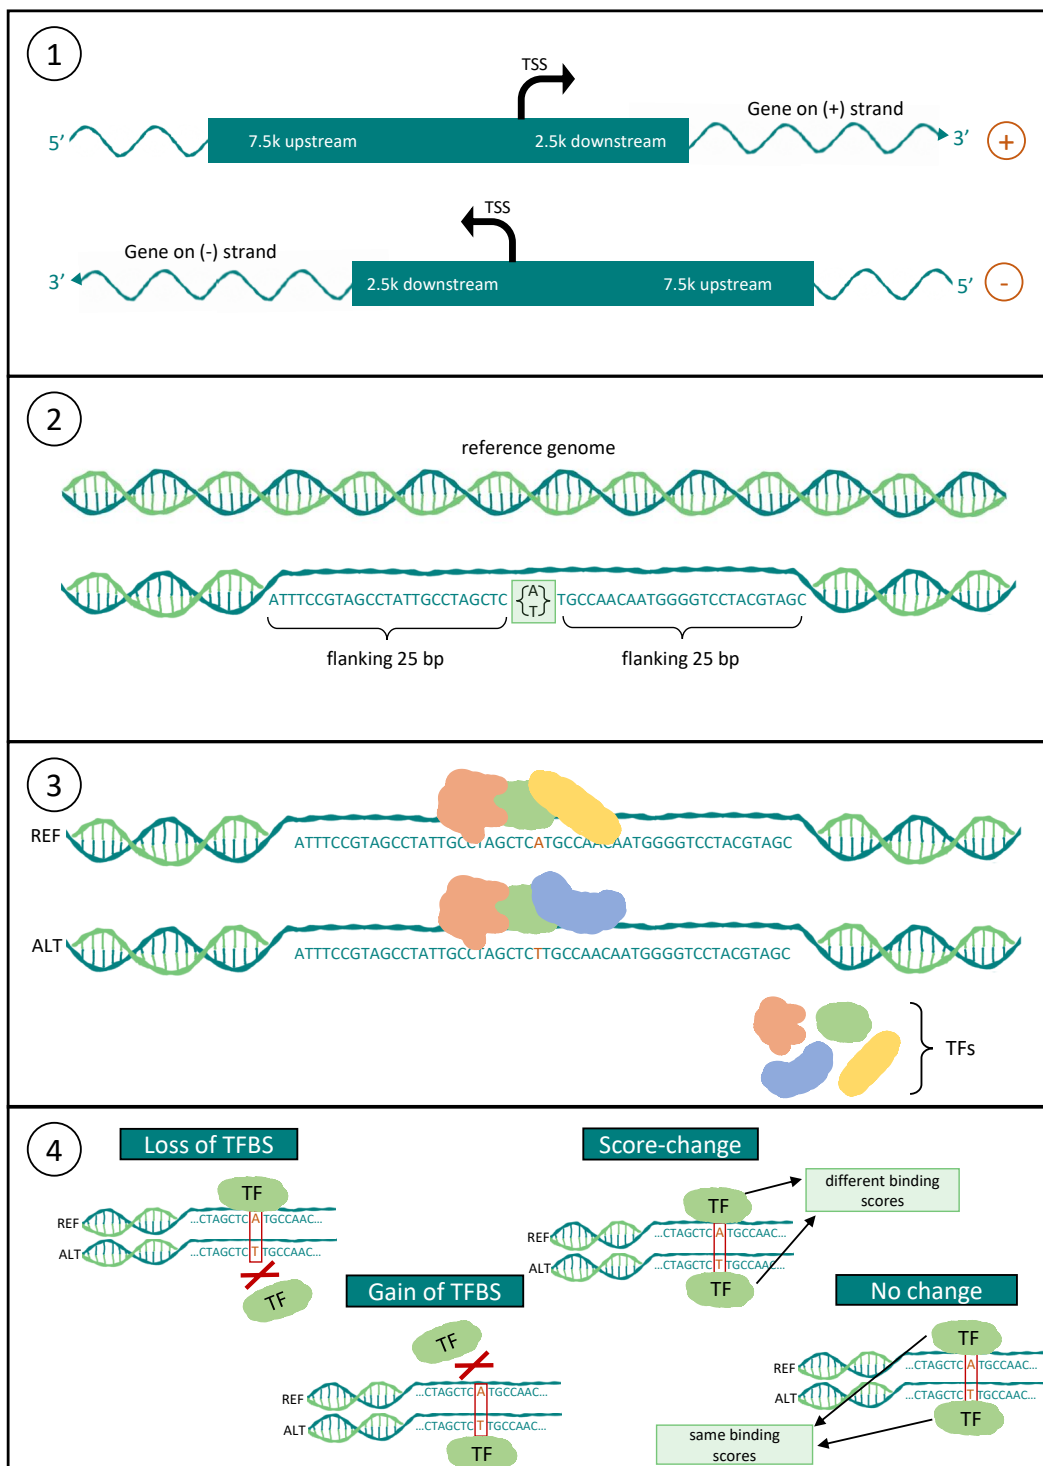 1
TSS
Gene on (+) strand
5’
7.5k upstream
2.5k downstream
3’
+
TSS
Gene on (-) strand
3’
2.5k downstream
7.5k upstream
5’
-
2
reference genome
ATTTCCGTAGCCTATTGCCTAGCTC
{A
T}
TGCCAACAATGGGGTCCTACGTAGC
flanking 25 bp
flanking 25 bp
3
REF
ATTTCCGTAGCCTATTGCCTAGCTCATGCCAACAATGGGGTCCTACGTAGC
ALT
ATTTCCGTAGCCTATTGCCTAGCTCTTGCCAACAATGGGGTCCTACGTAGC
TFs
4
Loss of TFBS
TF
REF
...CTAGCTCATGCCAAC...
ALT
...CTAGCTCTTGCCAAC...
TF
Gain of TFBS
TF
REF
...CTAGCTCATGCCAAC...
ALT
...CTAGCTCTTGCCAAC...
TF
Score-change
TF
different binding
scores
REF
...CTAGCTCATGCCAAC...
ALT
...CTAGCTCTTGCCAAC...
TF
No change
TF
REF
...CTAGCTCATGCCAAC...
ALT
...CTAGCTCTTGCCAAC...
TF
same binding
scores